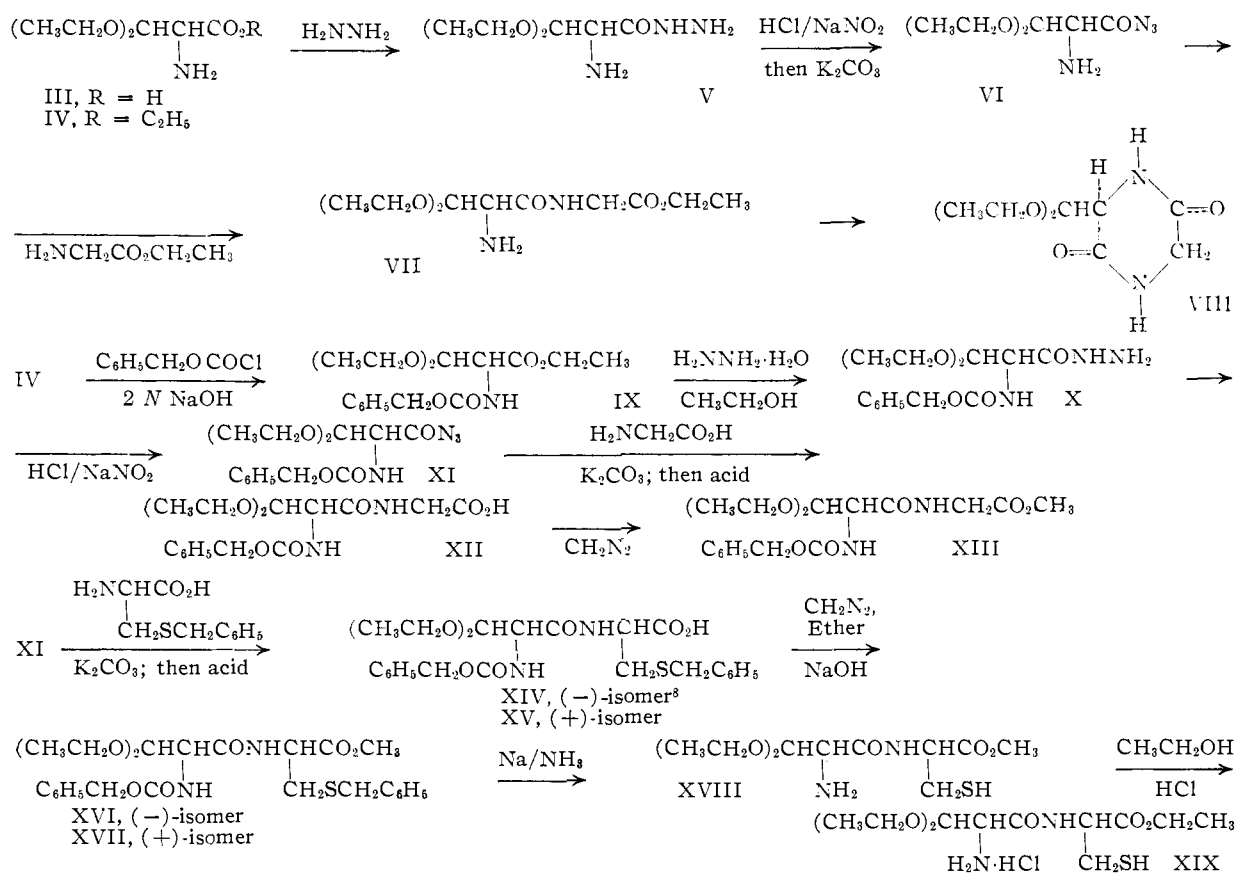 (CH₃CH₂O)₂CHCHCO₂R H₂NNH₂ (CH₃CH₂O)₂CHCHCONHNH₂ HCl/NaNO₂ (CH₃CH₂O)₂CHCHCON₃
NH₂ NH₂ then K₂CO₃ NH₂
III, R = H V VI
IV, R = C₂H₅
H₂NCH₂CO₂CH₂CH₃
(CH₃CH₂O)₂CHCHCONHCH₂CO₂CH₂CH₃
NH₂
VII
H
H N
(CH₃CH₂O)₂CHC C=O
O=C CH₂
N
H VIII
IV C₆H₅CH₂OCOCl (CH₃CH₂O)₂CHCHCO₂CH₂CH₃ H₂NNH₂·H₂O (CH₃CH₂O)₂CHCHCONHNH₂
2 N NaOH C₆H₅CH₂OCONH IX CH₃CH₂OH C₆H₅CH₂OCONH X
HCl/NaNO₂ (CH₃CH₂O)₂CHCHCON₃ H₂NCH₂CO₂H
C₆H₅CH₂OCONH XI K₂CO₃; then acid
(CH₃CH₂O)₂CHCHCONHCH₂CO₂H (CH₃CH₂O)₂CHCHCONHCH₂CO₂CH₃
C₆H₅CH₂OCONH XII CH₂N₂ C₆H₅CH₂OCONH XIII
H₂NCHCO₂H
CH₂SCH₂C₆H₅
XI K₂CO₃; then acid
(CH₃CH₂O)₂CHCHCONHCHCO₂H
C₆H₅CH₂OCONH CH₂SCH₂C₆H₅
XIV, (−)-isomer⁸
XV, (+)-isomer
CH₂N₂,
Ether
NaOH
(CH₃CH₂O)₂CHCHCONHCHCO₂CH₃ Na/NH₃ (CH₃CH₂O)₂CHCHCONHCHCO₂CH₃ CH₃CH₂OH
C₆H₅CH₂OCONH CH₂SCH₂C₆H₅ XVIII NH₂ CH₂SH HCl
XVI, (−)-isomer
XVII, (+)-isomer
(CH₃CH₂O)₂CHCHCONHCHCO₂CH₂CH₃
H₂N·HCl CH₂SH XIX